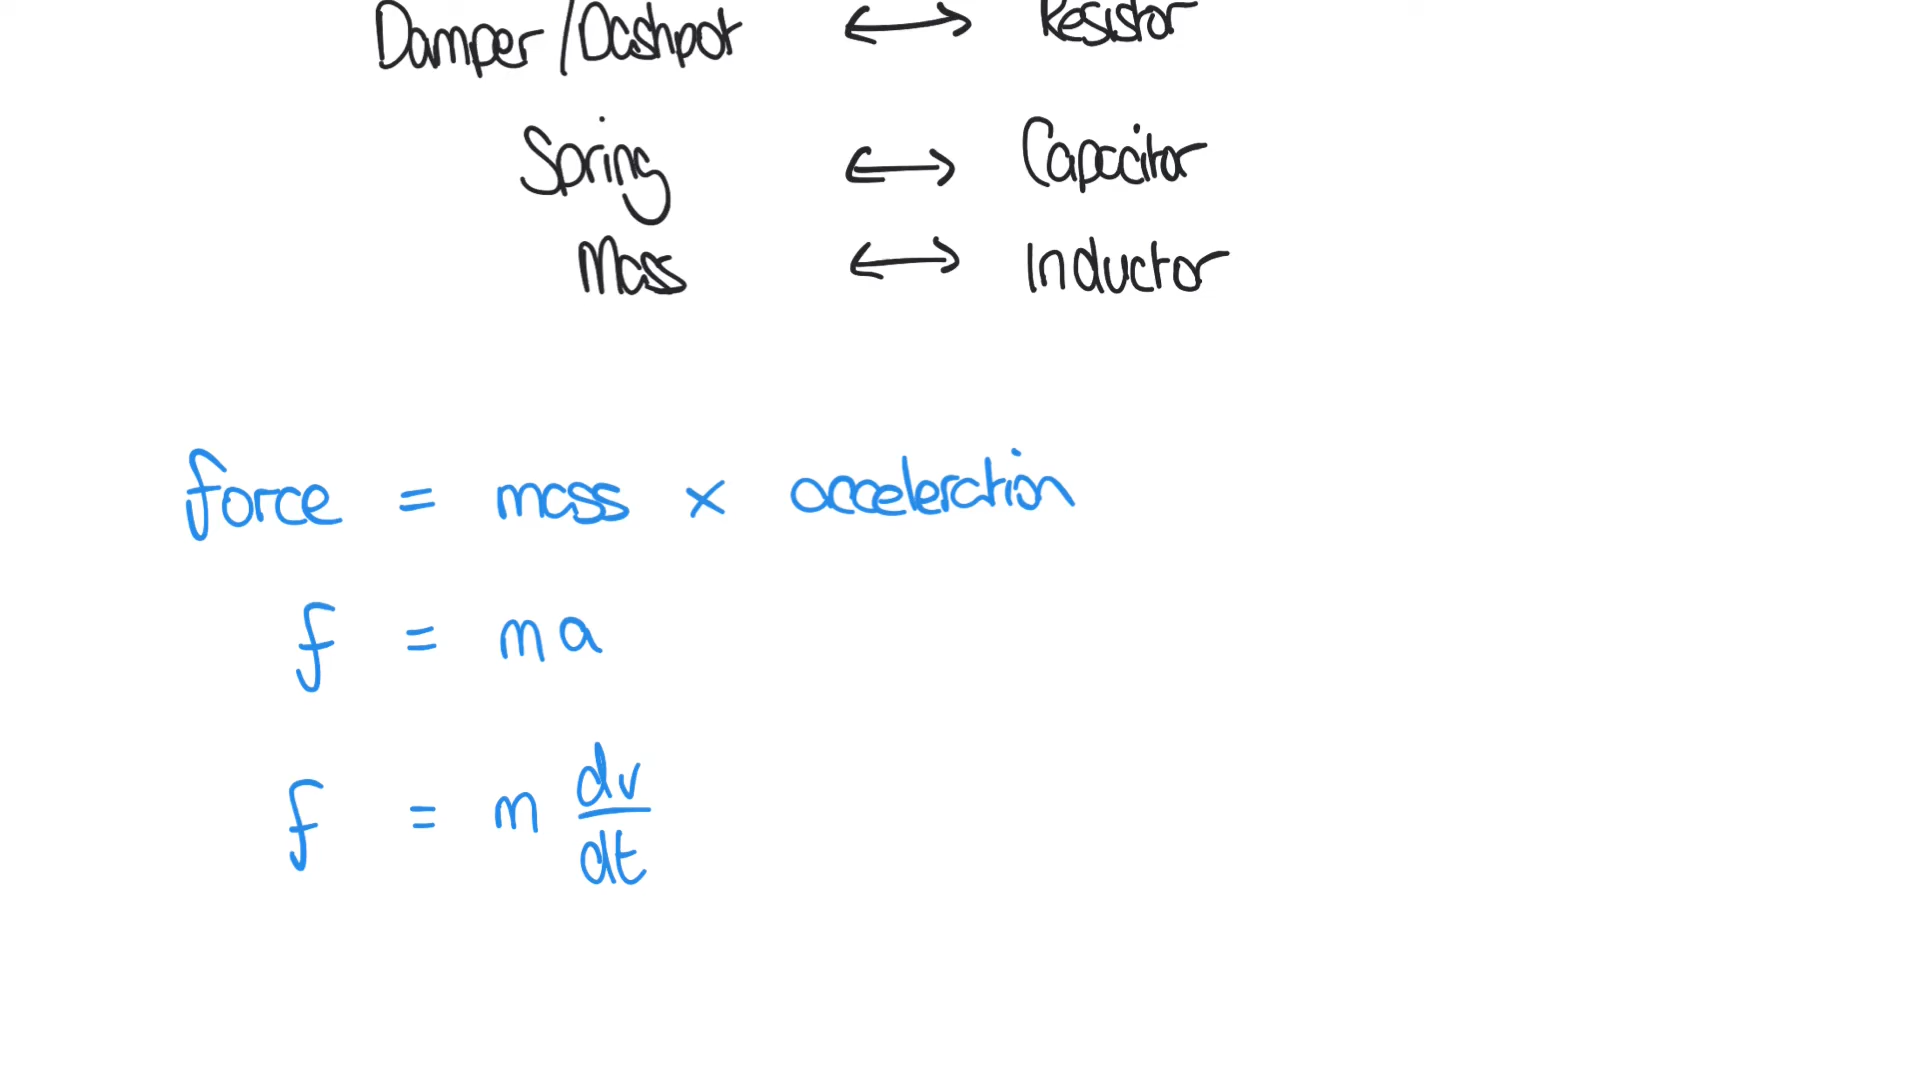 Damper/Dashpot ⟷ Resistor
Spring ⟷ Capacitor
Mass ⟷ Inductor
force = mass × acceleration
f = ma
f = m dv/dt